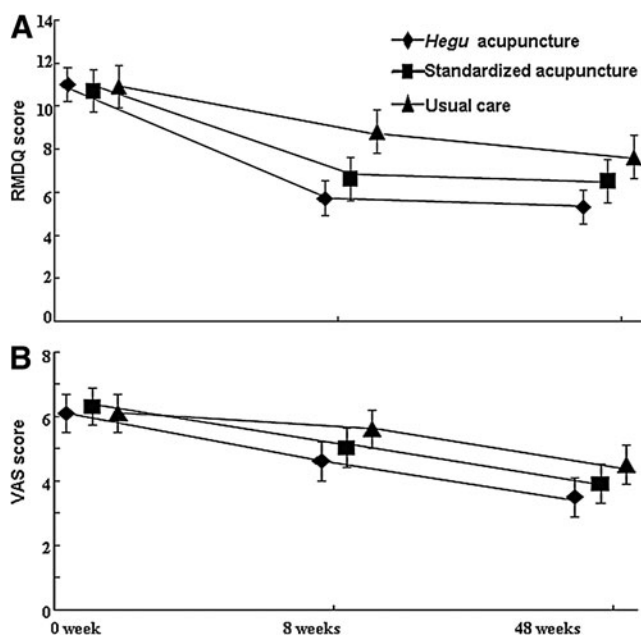 A
14
12
10
8
6
4
2
0
RMDQ score
Hegu acupuncture
Standardized acupuncture
Usual care
B
8
6
4
2
0
VAS score
0 week
8 weeks
48 weeks